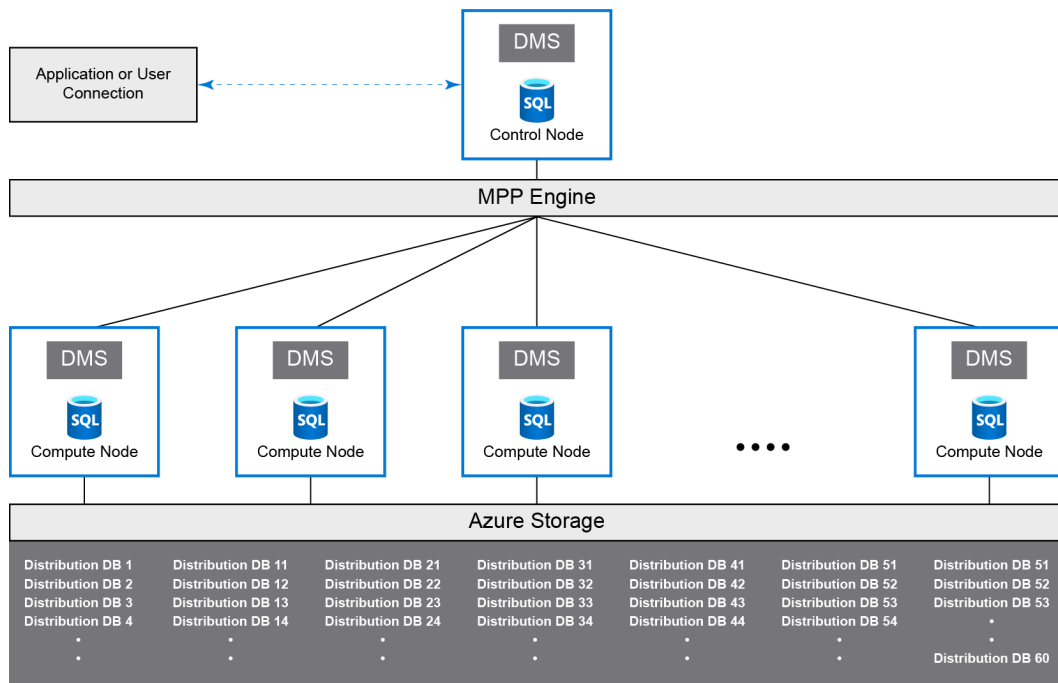 DMS
SQL
Control Node
Application or User
Connection
MPP Engine
DMS
SQL
Compute Node
DMS
SQL
Compute Node
DMS
SQL
Compute Node
DMS
SQL
Compute Node
Azure Storage
Distribution DB 1
Distribution DB 2
Distribution DB 3
Distribution DB 4
Distribution DB 11
Distribution DB 12
Distribution DB 13
Distribution DB 14
Distribution DB 21
Distribution DB 22
Distribution DB 23
Distribution DB 24
Distribution DB 31
Distribution DB 32
Distribution DB 33
Distribution DB 34
Distribution DB 41
Distribution DB 42
Distribution DB 43
Distribution DB 44
Distribution DB 51
Distribution DB 52
Distribution DB 53
Distribution DB 54
Distribution DB 51
Distribution DB 52
Distribution DB 53
Distribution DB 60